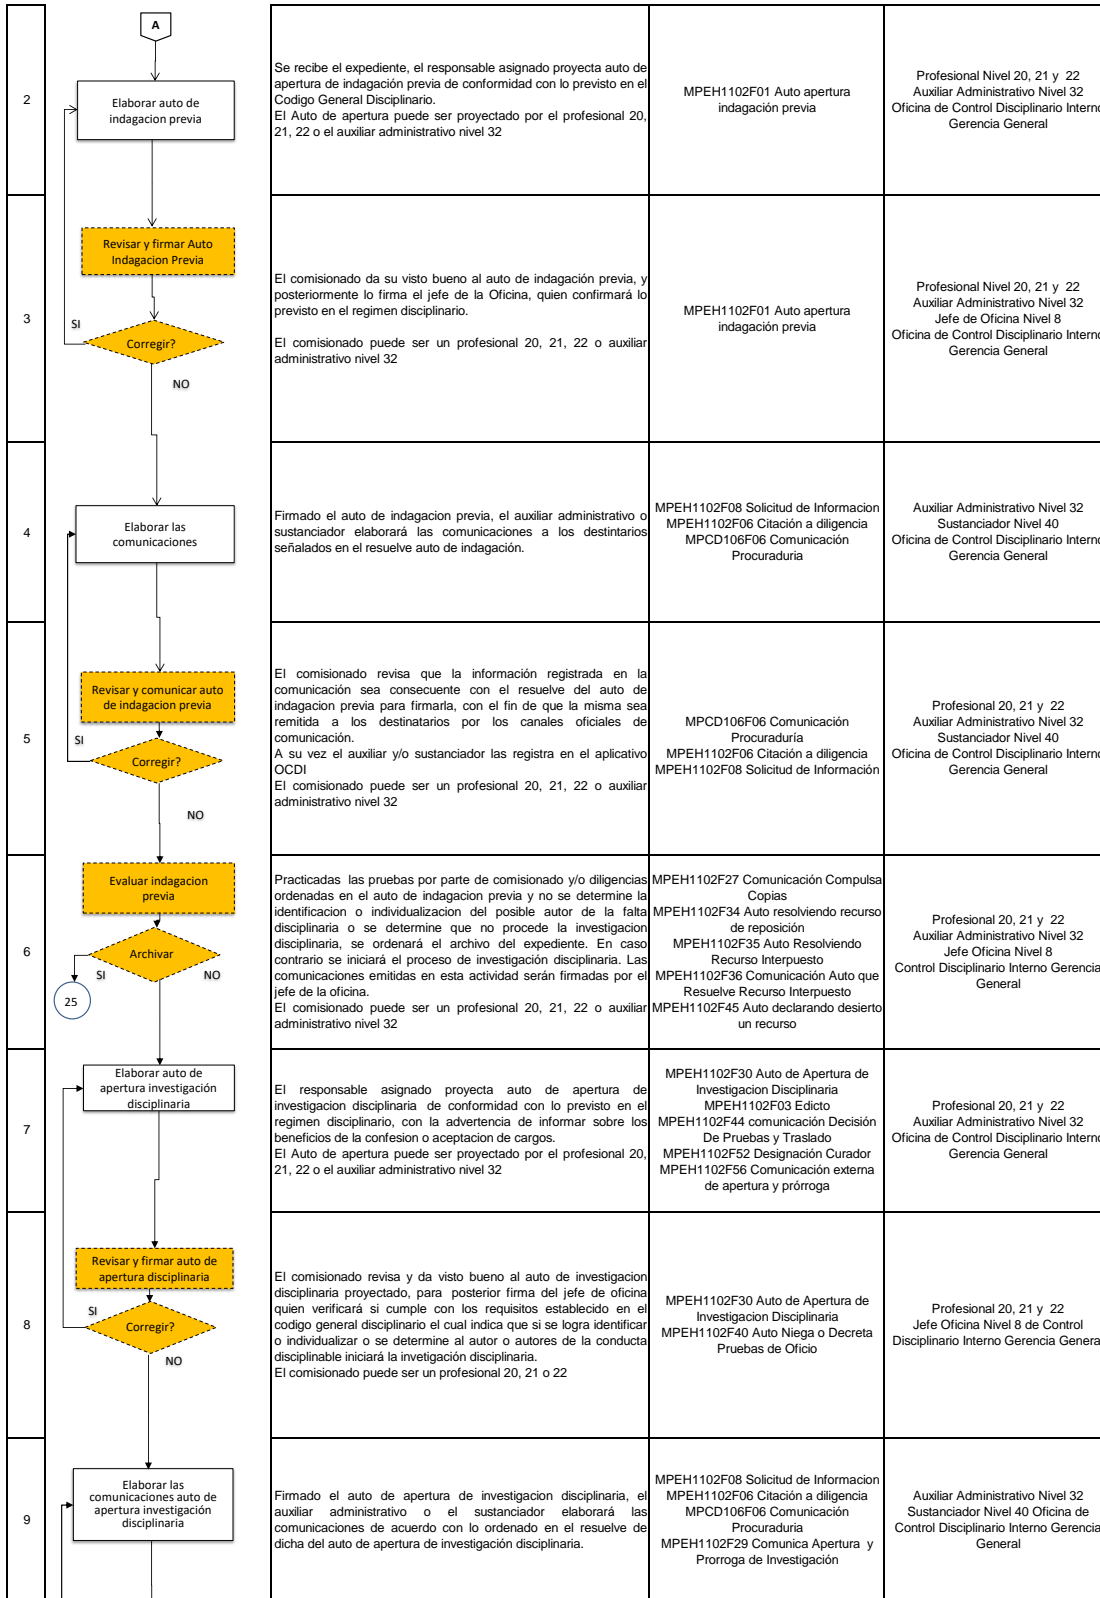 A
2
Elaborar auto de
indagacion previa
Se recibe el expediente, el responsable asignado proyecta auto de
apertura de indagación previa de conformidad con lo previsto en el
Codigo General Disciplinario.
El Auto de apertura puede ser proyectado por el profesional 20,
21, 22 o el auxiliar administrativo nivel 32
MPEH1102F01 Auto apertura
indagación previa
Profesional Nivel 20, 21 y 22
Auxiliar Administrativo Nivel 32
Oficina de Control Disciplinario Interno
Gerencia General
3
Revisar y firmar Auto
Indagacion Previa
SI
Corregir?
NO
El comisionado da su visto bueno al auto de indagación previa, y
posteriormente lo firma el jefe de la Oficina, quien confirmará lo
previsto en el regimen disciplinario.
El comisionado puede ser un profesional 20, 21, 22 o auxiliar
administrativo nivel 32
MPEH1102F01 Auto apertura
indagación previa
Profesional Nivel 20, 21 y 22
Auxiliar Administrativo Nivel 32
Jefe de Oficina Nivel 8
Oficina de Control Disciplinario Interno
Gerencia General
4
Elaborar las
comunicaciones
Firmado el auto de indagacion previa, el auxiliar administrativo o
sustanciador elaborará las comunicaciones a los destintarios
señalados en el resuelve auto de indagación.
MPEH1102F08 Solicitud de Informacion
MPEH1102F06 Citación a diligencia
MPCD106F06 Comunicación
Procuraduria
Auxiliar Administrativo Nivel 32
Sustanciador Nivel 40
Oficina de Control Disciplinario Interno
Gerencia General
5
Revisar y comunicar auto
de indagacion previa
SI
Corregir?
NO
El comisionado revisa que la información registrada en la
comunicación sea consecuente con el resuelve del auto de
indagacion previa para firmarla, con el fin de que la misma sea
remitida a los destinatarios por los canales oficiales de
comunicación.
A su vez el auxiliar y/o sustanciador las registra en el aplicativo
OCDI
El comisionado puede ser un profesional 20, 21, 22 o auxiliar
administrativo nivel 32
MPCD106F06 Comunicación
Procuraduría
MPEH1102F06 Citación a diligencia
MPEH1102F08 Solicitud de Información
Profesional 20, 21 y 22
Auxiliar Administrativo Nivel 32
Sustanciador Nivel 40
Oficina de Control Disciplinario Interno
Gerencia General
6
Evaluar indagacion
previa
Archivar
SI
NO
25
Practicadas las pruebas por parte de comisionado y/o diligencias
ordenadas en el auto de indagacion previa y no se determine la
identificacion o individualizacion del posible autor de la falta
disciplinaria o se determine que no procede la investigacion
disciplinaria, se ordenará el archivo del expediente. En caso
contrario se iniciará el proceso de investigación disciplinaria. Las
comunicaciones emitidas en esta actividad serán firmadas por el
jefe de la oficina.
El comisionado puede ser un profesional 20, 21, 22 o auxiliar
administrativo nivel 32
MPEH1102F27 Comunicación Compulsa
Copias
MPEH1102F34 Auto resolviendo recurso
de reposición
MPEH1102F35 Auto Resolviendo
Recurso Interpuesto
MPEH1102F36 Comunicación Auto que
Resuelve Recurso Interpuesto
MPEH1102F45 Auto declarando desierto
un recurso
Profesional 20, 21 y 22
Auxiliar Administrativo Nivel 32
Jefe Oficina Nivel 8
Control Disciplinario Interno Gerencia
General
7
Elaborar auto de
apertura investigación
disciplinaria
El responsable asignado proyecta auto de apertura de
investigacion disciplinaria de conformidad con lo previsto en el
regimen disciplinario, con la advertencia de informar sobre los
beneficios de la confesion o aceptacion de cargos.
El Auto de apertura puede ser proyectado por el profesional 20,
21, 22 o el auxiliar administrativo nivel 32
MPEH1102F30 Auto de Apertura de
Investigacion Disciplinaria
MPEH1102F03 Edicto
MPEH1102F44 comunicación Decisión
De Pruebas y Traslado
MPEH1102F52 Designación Curador
MPEH1102F56 Comunicación externa
de apertura y prórroga
Profesional 20, 21 y 22
Auxiliar Administrativo Nivel 32
Oficina de Control Disciplinario Interno
Gerencia General
8
Revisar y firmar auto de
apertura disciplinaria
SI
Corregir?
NO
El comisionado revisa y da visto bueno al auto de investigacion
disciplinaria proyectado, para posterior firma del jefe de oficina
quien verificará si cumple con los requisitos establecido en el
codigo general disciplinario el cual indica que si se logra identificar
o individualizar o se determine al autor o autores de la conducta
disciplinable iniciará la invetigación disciplinaria.
El comisionado puede ser un profesional 20, 21 o 22
MPEH1102F30 Auto de Apertura de
Investigacion Disciplinaria
MPEH1102F40 Auto Niega o Decreta
Pruebas de Oficio
Profesional 20, 21 y 22
Jefe Oficina Nivel 8 de Control
Disciplinario Interno Gerencia General
9
Elaborar las
comunicaciones auto de
apertura investigación
disciplinaria
Firmado el auto de apertura de investigacion disciplinaria, el
auxiliar administrativo o el sustanciador elaborará las
comunicaciones de acuerdo con lo ordenado en el resuelve de
dicha del auto de apertura de investigación disciplinaria.
MPEH1102F08 Solicitud de Informacion
MPEH1102F06 Citación a diligencia
MPCD106F06 Comunicación
Procuraduria
MPEH1102F29 Comunica Apertura y
Prorroga de Investigación
Auxiliar Administrativo Nivel 32
Sustanciador Nivel 40 Oficina de
Control Disciplinario Interno Gerencia
General